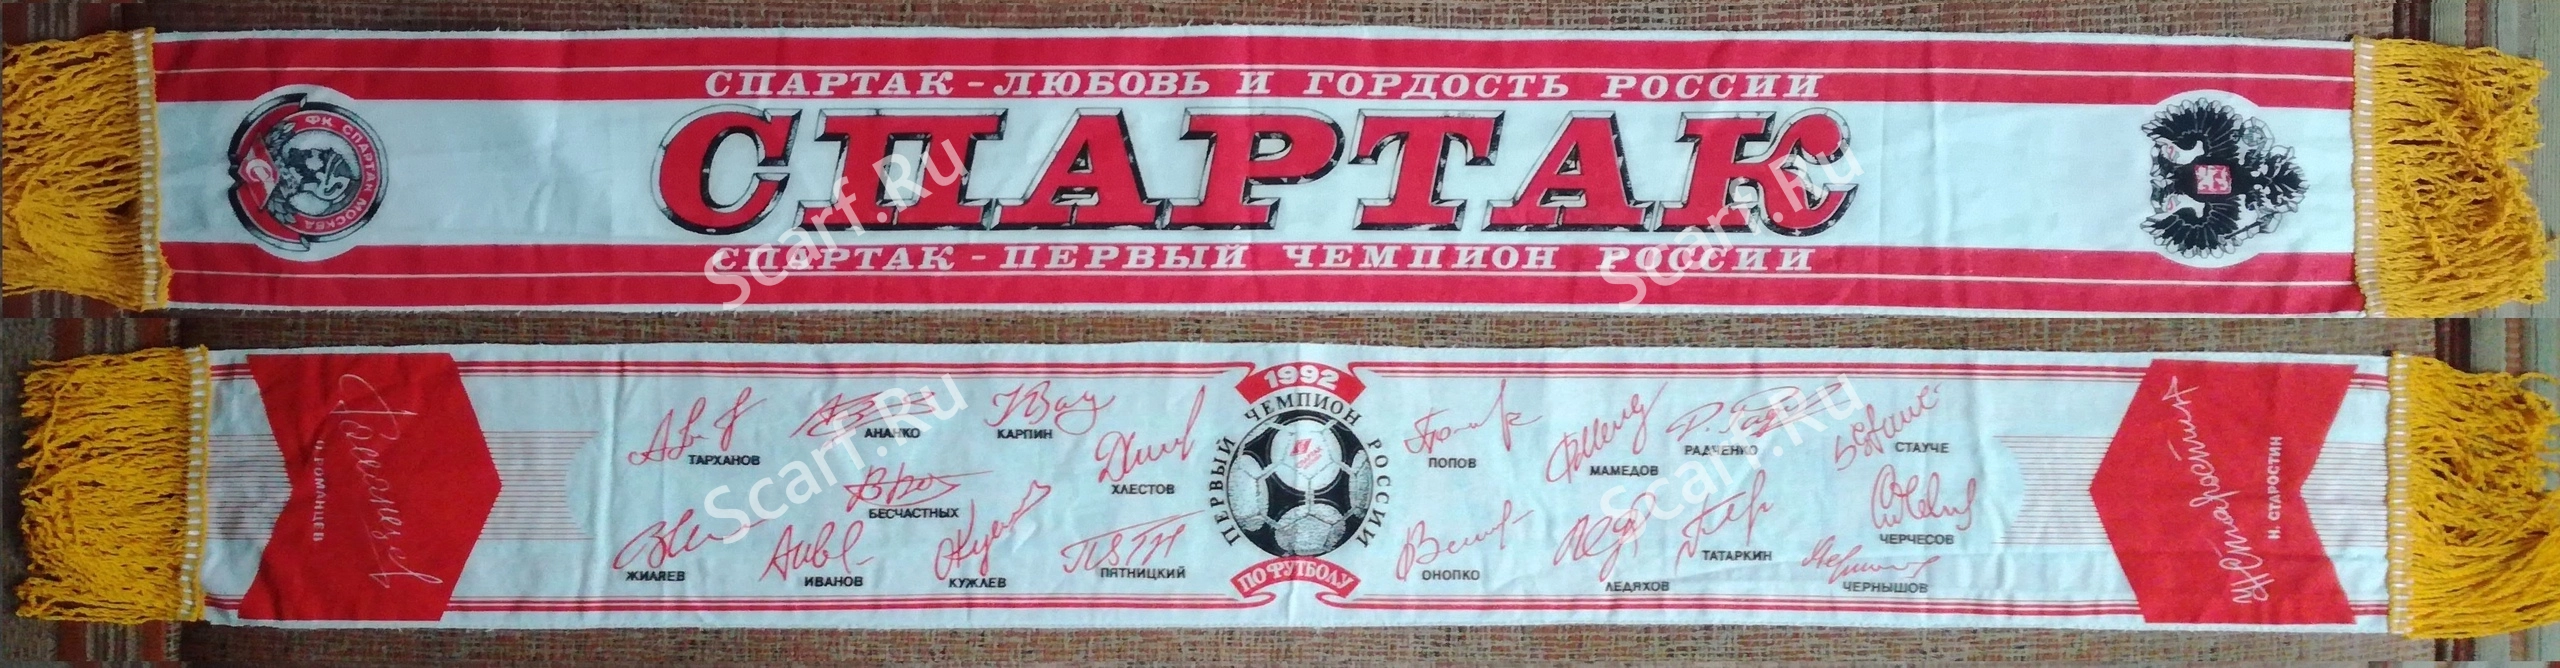 СПАРТАК - ЛЮБОВЬ И ГОРДОСТЬ РОССИИ
ФК СПАРТАК МОСКВА
СПАРТАК
СПАРТАК - ПЕРВЫЙ ЧЕМПИОН РОССИИ
Scarf.Ru
Scarf.Ru
О. РОМАНЦЕВ
ТАРХАНОВ
АНАНКО
КАРПИН
ХЛЕСТОВ
БЕСЧАСТНЫХ
ЖИЛЯЕВ
ИВАНОВ
КУЖЛЕВ
ПЯТНИЦКИЙ
1992
ПЕРВЫЙ ЧЕМПИОН РОССИИ
СПАРТАК
ПО ФУТБОЛУ
ПОПОВ
МАМЕДОВ
РАДЧЕНКО
СТАУЧЕ
ОНОПКО
ЛЕДЯХОВ
ТАТАРКИН
ЧЕРЧЕСОВ
ЧЕРНЫШОВ
Н. Старостин
Н. СТАРОСТИН
Scarf.Ru
Scarf.Ru